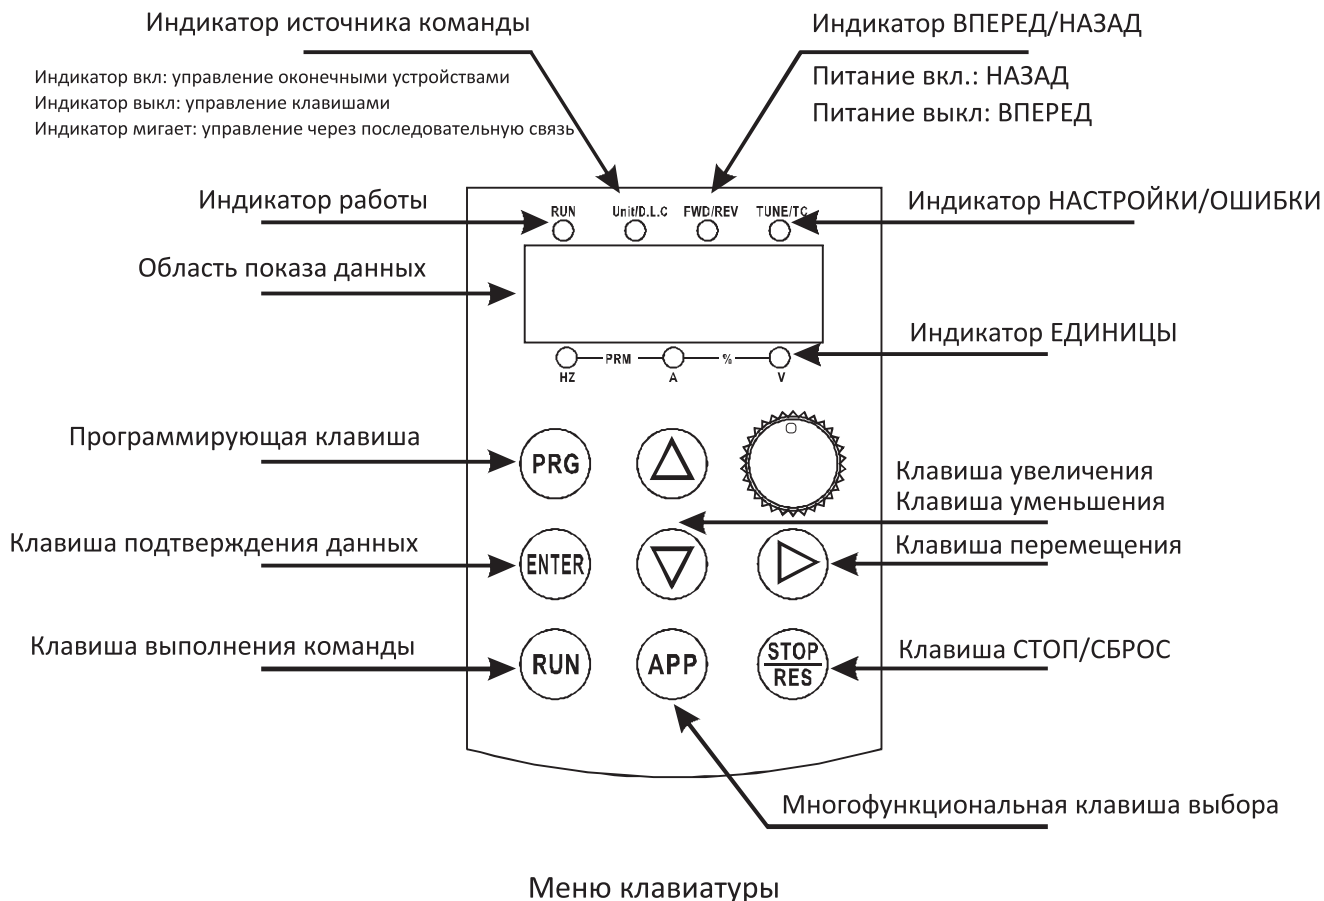 Индикатор источника команды
Индикатор ВПЕРЕД/НАЗАД
Индикатор вкл: управление оконечными устройствами
Индикатор выкл: управление клавишами
Индикатор мигает: управление через последовательную связь
Питание вкл.: НАЗАД
Питание выкл: ВПЕРЕД
Индикатор работы
Индикатор НАСТРОЙКИ/ОШИБКИ
RUN Unit/D.L.C FWD/REV TUNE/TC
Область показа данных
Индикатор ЕДИНИЦЫ
PRM %
HZ A V
Программирующая клавиша
PRG
Клавиша увеличения
Клавиша уменьшения
Клавиша подтверждения данных
ENTER
Клавиша перемещения
Клавиша выполнения команды
RUN
APP
STOP
RES
Клавиша СТОП/СБРОС
Многофункциональная клавиша выбора
Меню клавиатуры